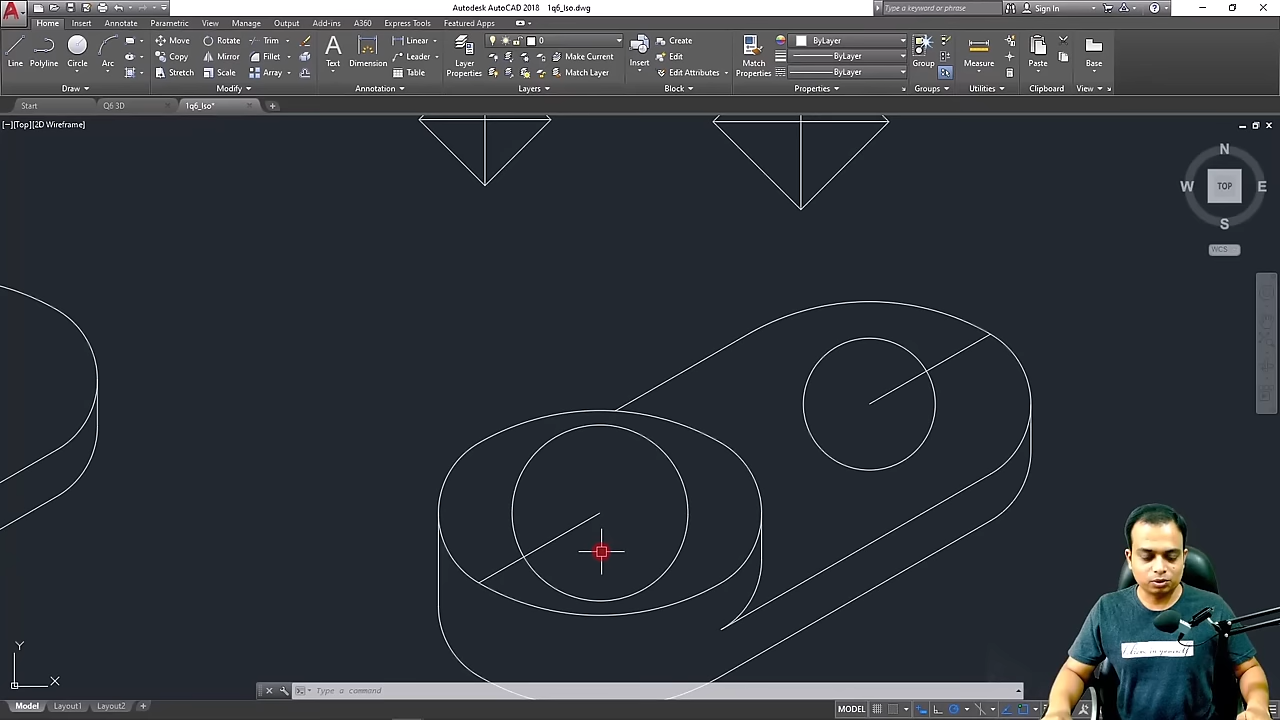 Autodesk AutoCAD 2018 1q6_Iso.dwg
Type a keyword or phrase
Sign In
Home Insert Annotate Parametric View Manage Output Add-ins A360 Express Tools Featured Apps
Line
Polyline
Circle
Arc
Move Rotate Trim
Copy Mirror Fillet
Stretch Scale Array
Text
Dimension
Linear
Leader
Table
Layer
Properties
0
Make Current
Match Layer
Insert
Create
Edit
Edit Attributes
Match
Properties
ByLayer
ByLayer
ByLayer
Group
Measure
Paste
Base
Draw Modify Annotation Layers Block Properties Groups Utilities Clipboard View
Start Q6 3D 1q6_Iso*
[−][Top][2D Wireframe]
N
W TOP E
S
WCS
Y
X
Type a command
Model Layout1 Layout2
MODEL